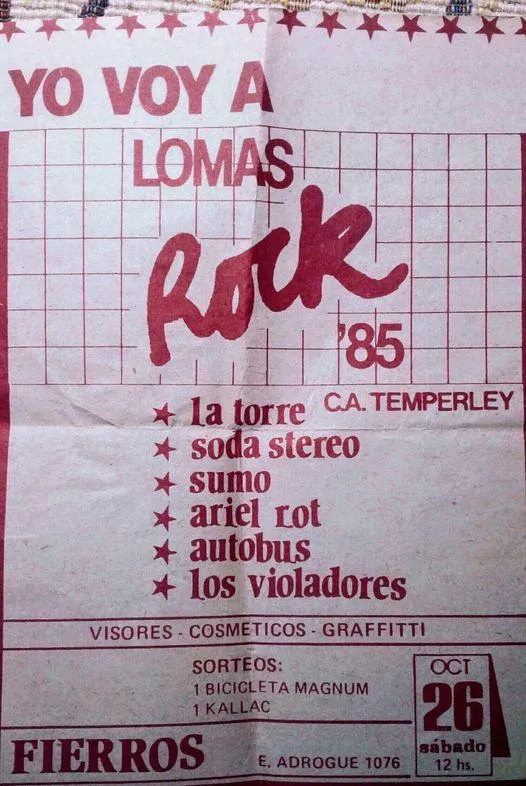 YO VOY A
LOMAS
Rock
'85
C.A. TEMPERLEY
la torre
soda stereo
sumo
ariel rot
autobus
los violadores
VISORES - COSMETICOS - GRAFFITTI
SORTEOS:
1 BICICLETA MAGNUM
1 KALLAC
OCT
26
sábado
12 hs.
FIERROS
E. ADROGUE 1076